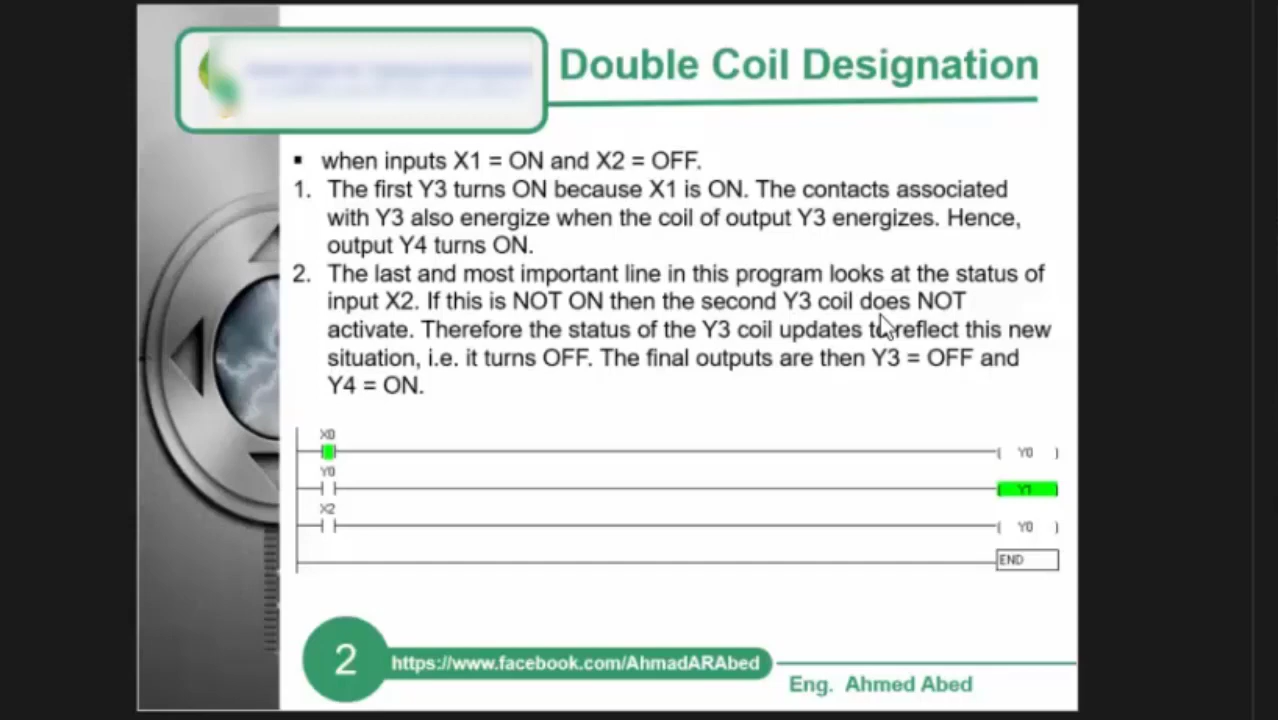 Double Coil Designation
▪ when inputs X1 = ON and X2 = OFF.
1. The first Y3 turns ON because X1 is ON. The contacts associated
with Y3 also energize when the coil of output Y3 energizes. Hence,
output Y4 turns ON.
2. The last and most important line in this program looks at the status of
input X2. If this is NOT ON then the second Y3 coil does NOT
activate. Therefore the status of the Y3 coil updates to reflect this new
situation, i.e. it turns OFF. The final outputs are then Y3 = OFF and
Y4 = ON.
X0
Y0
Y0
Y1
X2
Y0
END
2
https://www.facebook.com/AhmadARAbed
Eng. Ahmed Abed